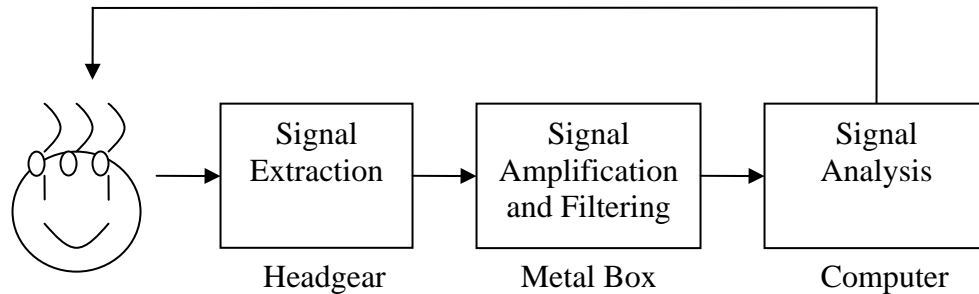 Signal
Extraction
Signal
Amplification
and Filtering
Signal
Analysis
Headgear
Metal Box
Computer